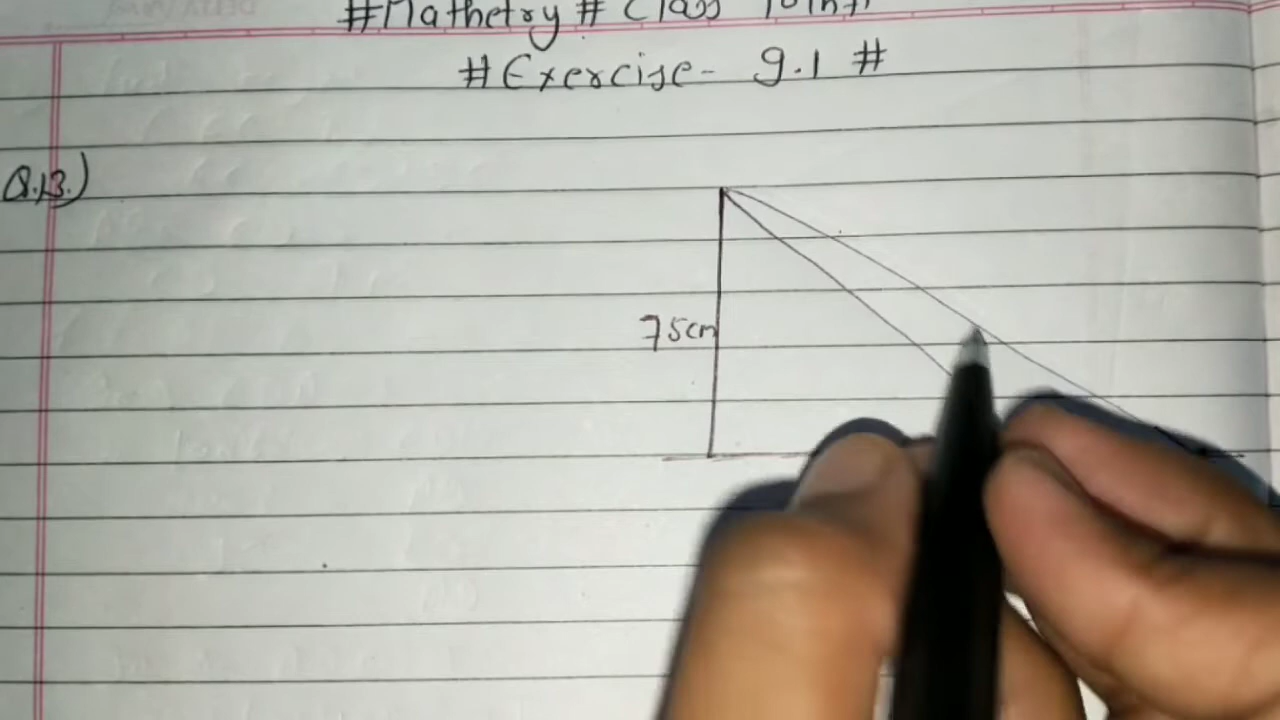 #Mathetry # Class 10th#
#Exercise- 9.1 #
Q.13.)
75cm